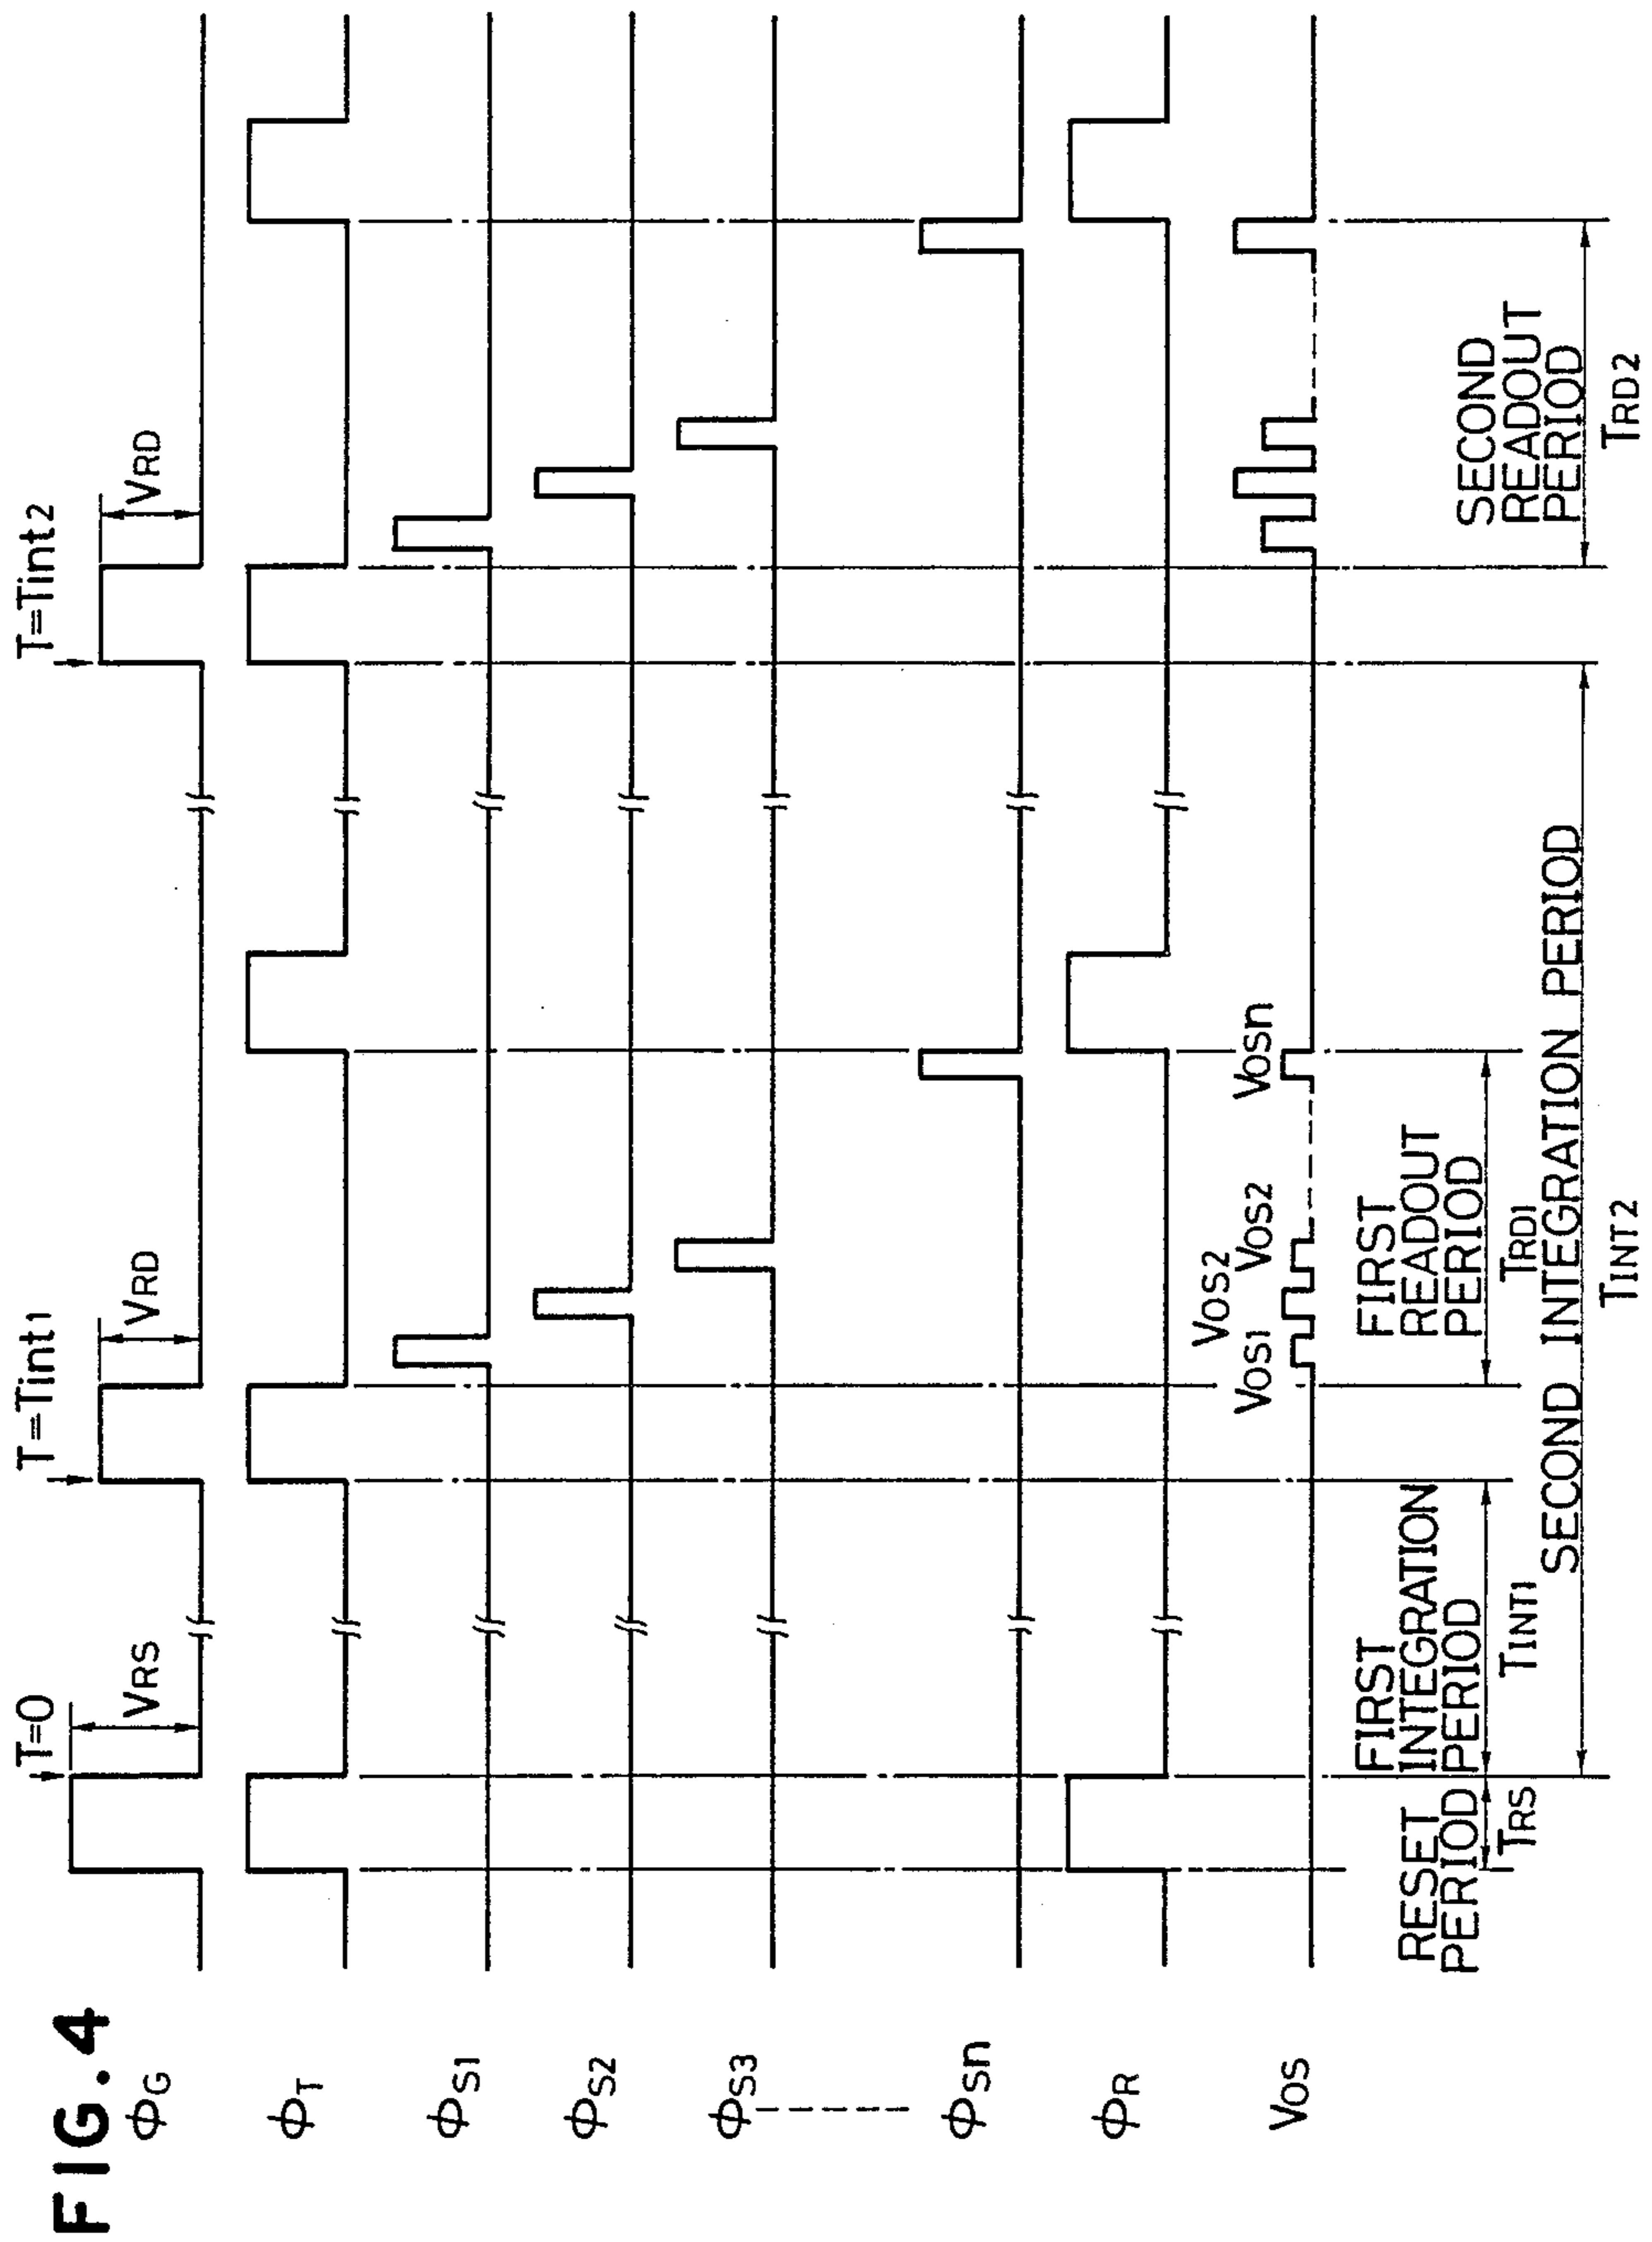 FIG.4
T=0
T=Tint1
T=Tint2
ΦG
VRS
VRD
VRD
ΦT
ΦS1
ΦS2
ΦS3
ΦSn
ΦR
VOS
VOS1
VOS2
VOS2
VOSn
RESET
PERIOD
TRS
FIRST
INTEGRATION
PERIOD
TINT1
FIRST
READOUT
PERIOD
TRD1
SECOND
READOUT
PERIOD
TRD2
SECOND INTEGRATION PERIOD
TINT2